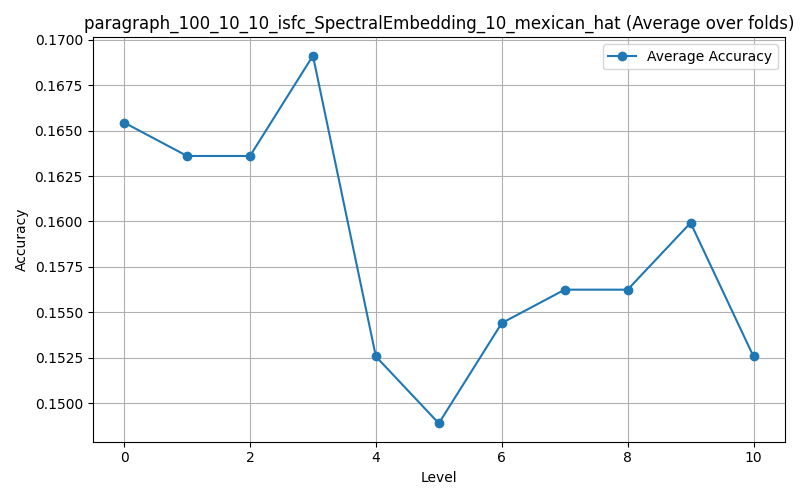 paragraph_100_10_10_isfc_SpectralEmbedding_10_mexican_hat (Average over folds)
Average Accuracy
0.1700
0.1675
0.1650
0.1625
0.1600
0.1575
0.1550
0.1525
0.1500
Accuracy
0 2 4 6 8 10
Level